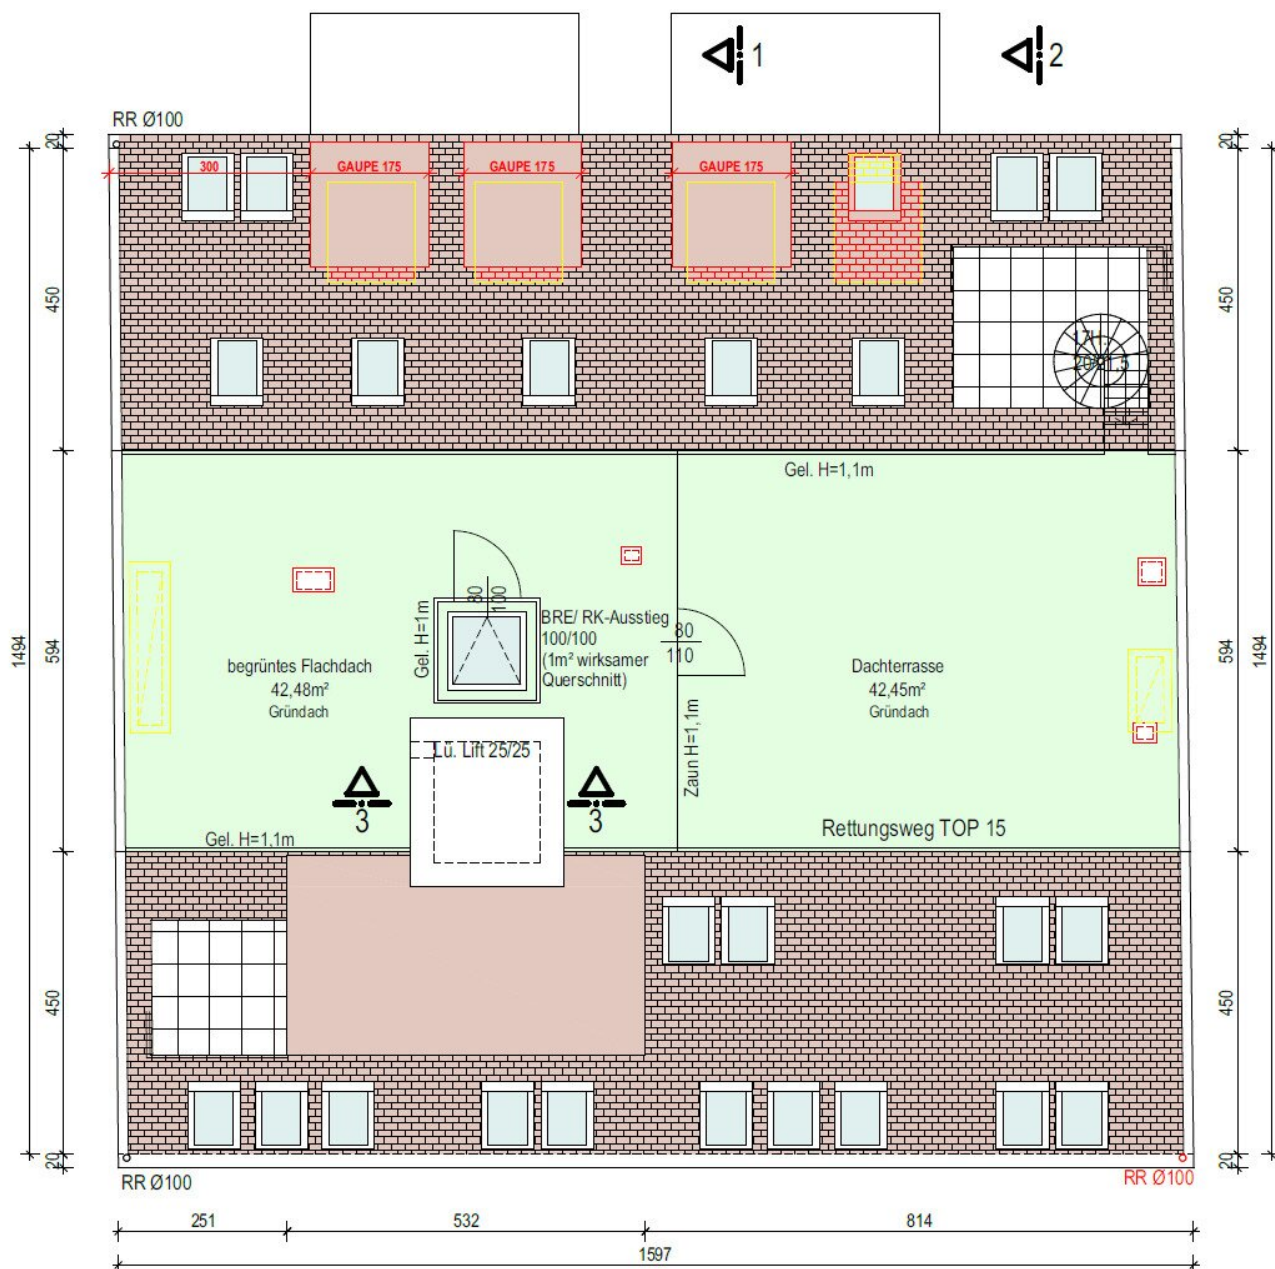 1
2
RR Ø100
20
20
300
GAUPE 175
GAUPE 175
GAUPE 175
450
450
17H
Gel. H=1,1m
80
100
Gel. H=1m
BRE/ RK-Ausstieg
100/100
(1m² wirksamer
Querschnitt)
80
110
1494
594
594
1494
begrüntes Flachdach
42,48m²
Gründach
Dachterrasse
42,45m²
Gründach
Zaun H=1,1m
Lü. Lift 25/25
3
3
Gel. H=1,1m
Rettungsweg TOP 15
450
450
20
20
RR Ø100
RR Ø100
251
532
814
1597